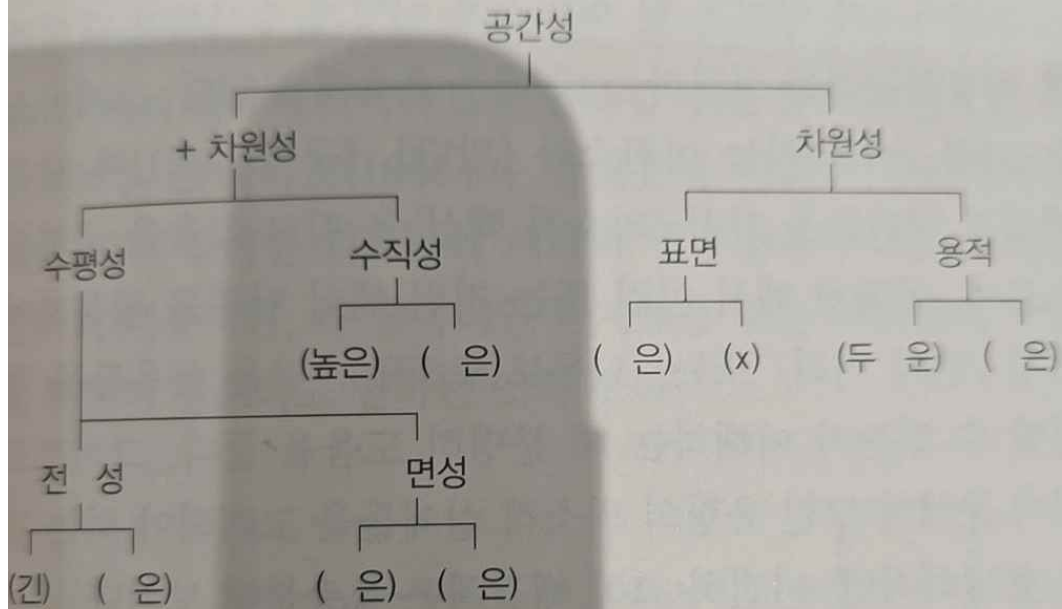 공간성
+ 차원성 차원성
수평성 수직성 표면 용적
(높은) ( 은) ( 은) (x) (두 운) ( 은)
전 성 면성
(긴) ( 은) ( 은) ( 은)